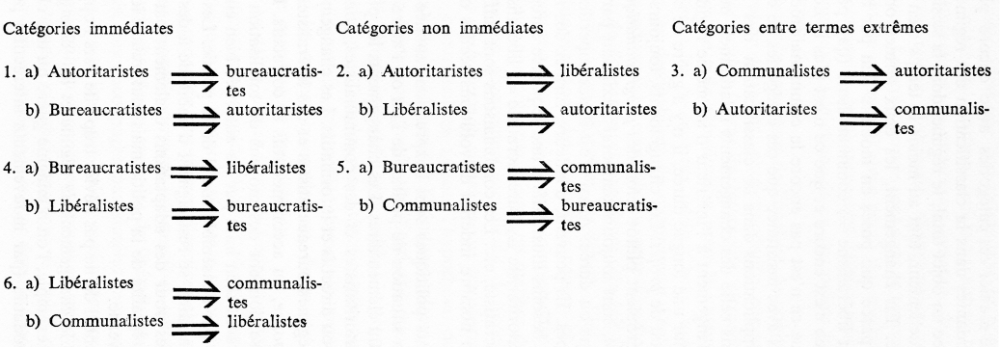 Catégories immédiates Catégories non immédiates Catégories entre termes extrêmes
1. a) Autoritaristes bureaucratis- 2. a) Autoritaristes libéralistes 3. a) Communalistes autoritaristes
tes
b) Bureaucratistes autoritaristes b) Libéralistes autoritaristes b) Autoritaristes communalis-
tes
4. a) Bureaucratistes libéralistes 5. a) Bureaucratistes communalis-
tes
b) Libéralistes bureaucratis- b) Communalistes bureaucratis-
tes tes
6. a) Libéralistes communalis-
tes
b) Communalistes libéralistes